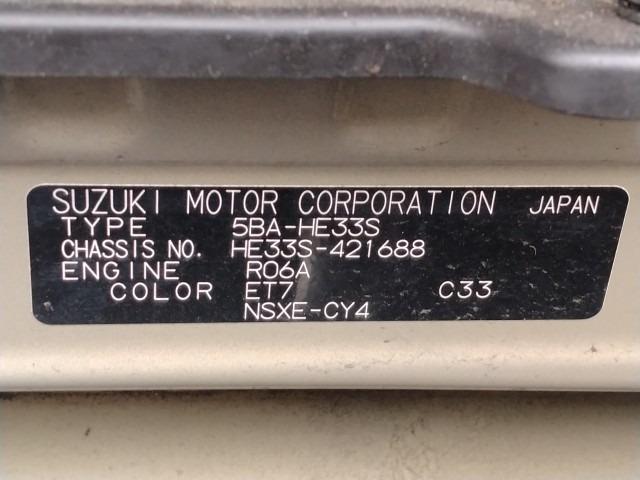 SUZUKI MOTOR CORPORATION JAPAN
TYPE 5BA-HE33S
CHASSIS NO. HE33S-421688
ENGINE R06A
COLOR ET7 C33
NSXE-CY4